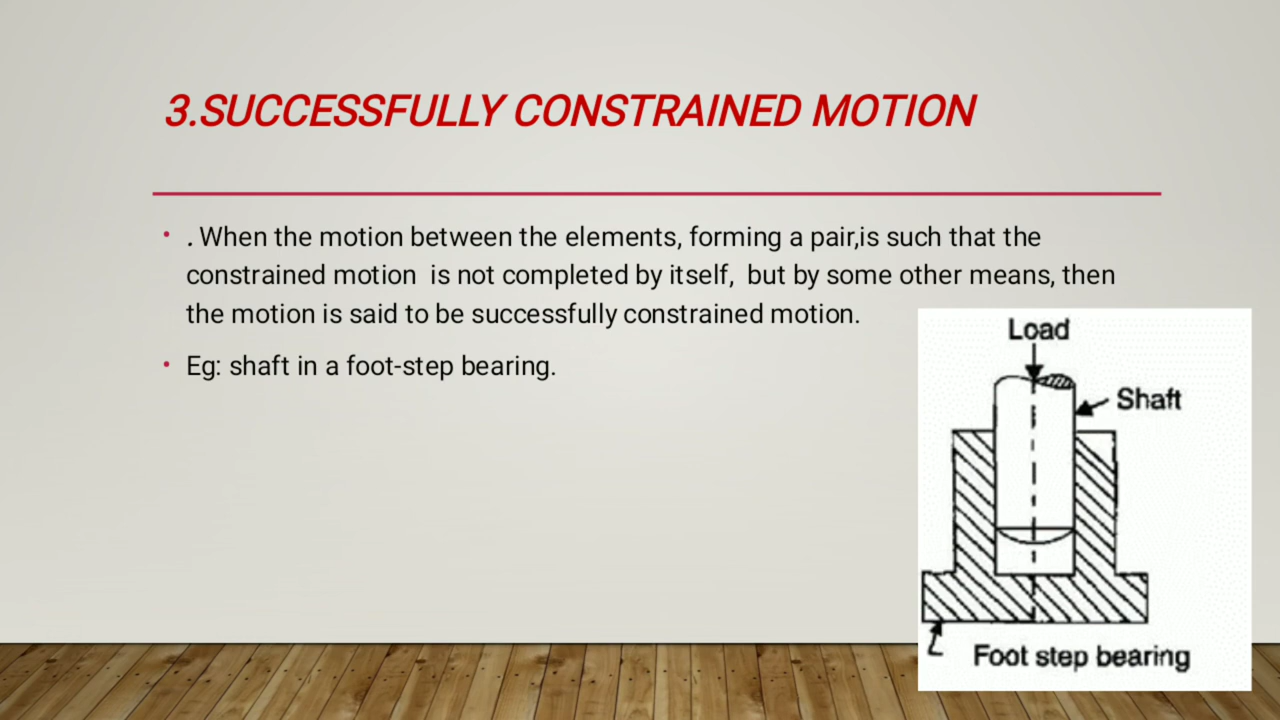 3.SUCCESSFULLY CONSTRAINED MOTION
• . When the motion between the elements, forming a pair,is such that the
constrained motion is not completed by itself, but by some other means, then
the motion is said to be successfully constrained motion.
• Eg: shaft in a foot-step bearing.
Load
Shaft
Foot step bearing